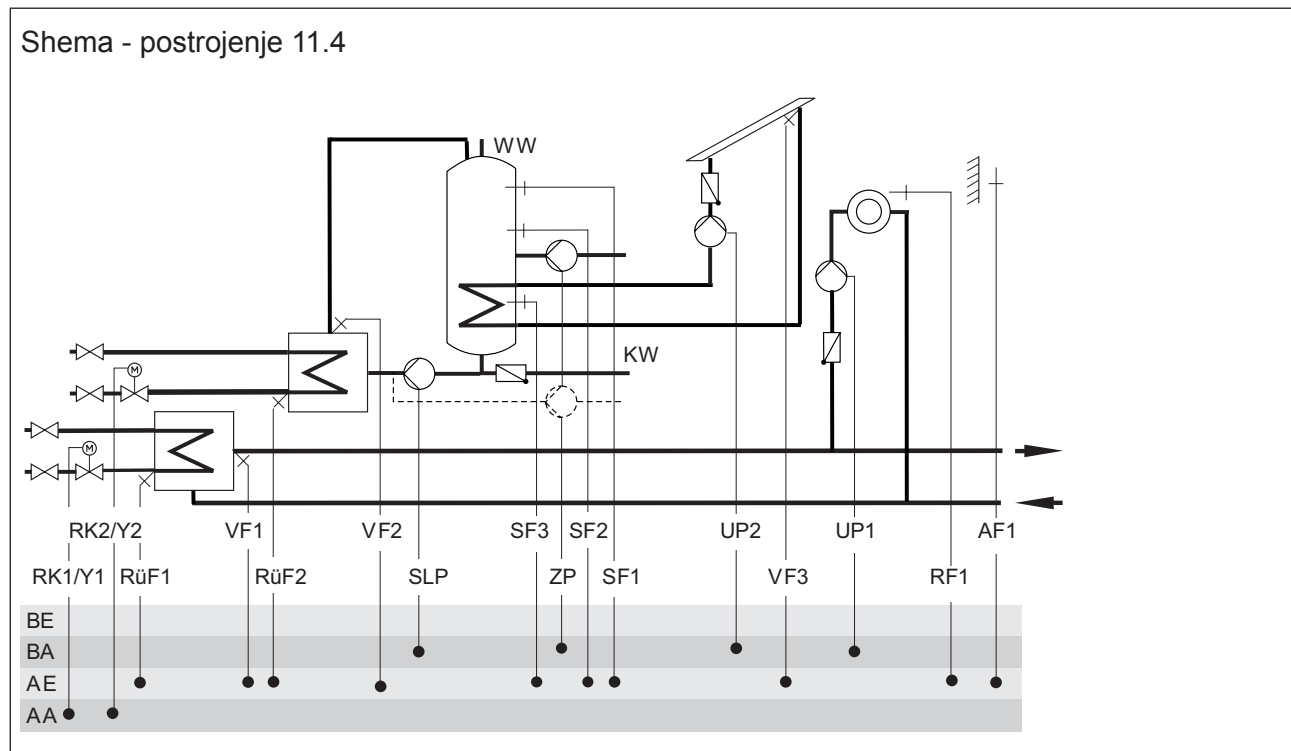 Shema - postrojenje 11.4
WW
M
KW
M
RK2/Y2 VF1 VF2 SF3 SF2 UP2 UP1 AF1
RK1/Y1 RüF1 RüF2 SLP ZP SF1 VF3 RF1
BE
BA
AE
AA